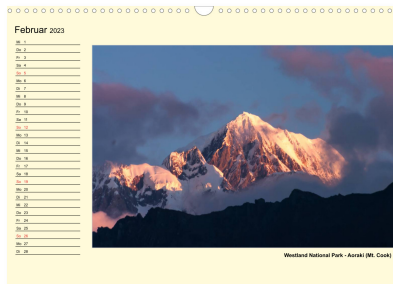 Februar 2023
Mi 1
Do 2
Fr 3
Sa 4
So 5
Mo 6
Di 7
Mi 8
Do 9
Fr 10
Sa 11
So 12
Mo 13
Di 14
Mi 15
Do 16
Fr 17
Sa 18
So 19
Mo 20
Di 21
Mi 22
Do 23
Fr 24
Sa 25
So 26
Mo 27
Di 28
Westland National Park - Aoraki (Mt. Cook)